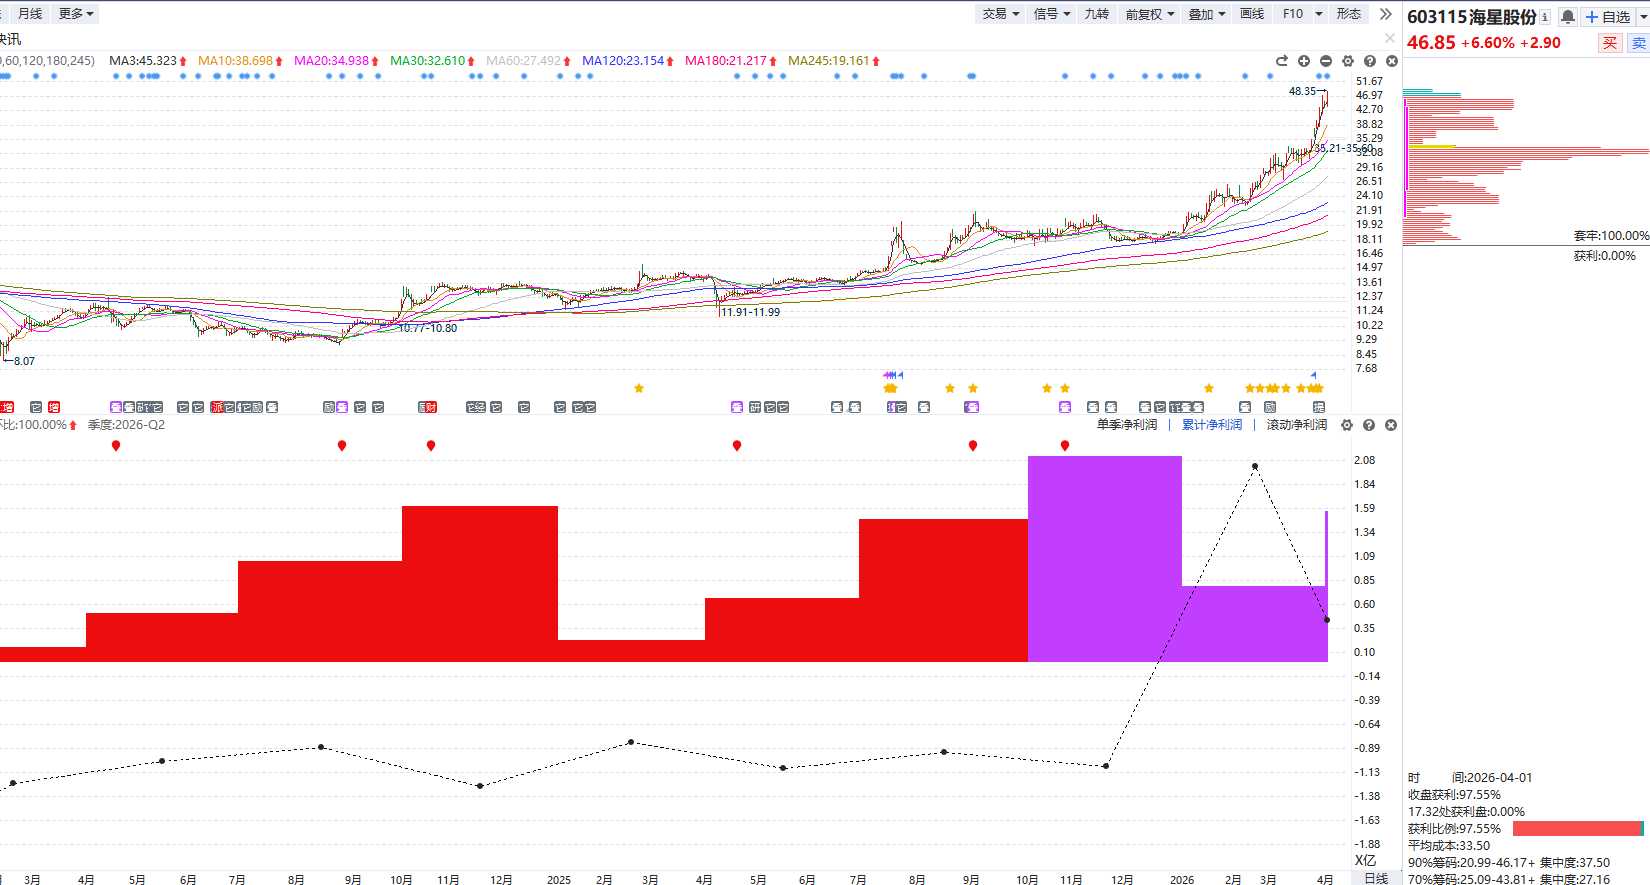 月线 更多 交易 信号 九转 前复权 叠加 画线 F10 形态
603115海星股份 自选
46.85 +6.60% +2.90 买 卖
快讯
,60,120,180,245) MA3:45.323 MA10:38.698 MA20:34.938 MA30:32.610 MA60:27.492 MA120:23.154 MA180:21.217 MA245:19.161
51.67
48.35
46.97
42.70
38.82
35.29
35.21-35.60
32.08
29.16
26.51
24.10
21.91
19.92
18.11
16.46
14.97
13.61
12.37
11.91-11.99
11.24
10.77-10.80
10.22
9.29
8.45
8.07
7.68
套牢:100.00%
获利:0.00%
环比:100.00% 季度:2026-Q2 单季净利润 | 累计净利润 | 滚动净利润
2.08
1.84
1.59
1.34
1.09
0.85
0.60
0.35
0.10
-0.14
-0.39
-0.64
-0.89
-1.13
-1.38
-1.63
-1.88
X亿
3月 4月 5月 6月 7月 8月 9月 10月 11月 12月 2025 2月 3月 4月 5月 6月 7月 8月 9月 10月 11月 12月 2026 2月 3月 4月 日线
时 间:2026-04-01
收盘获利:97.55%
17.32处获利盘:0.00%
获利比例:97.55%
平均成本:33.50
90%筹码:20.99-46.17+ 集中度:37.50
70%筹码:25.09-43.81+ 集中度:27.16